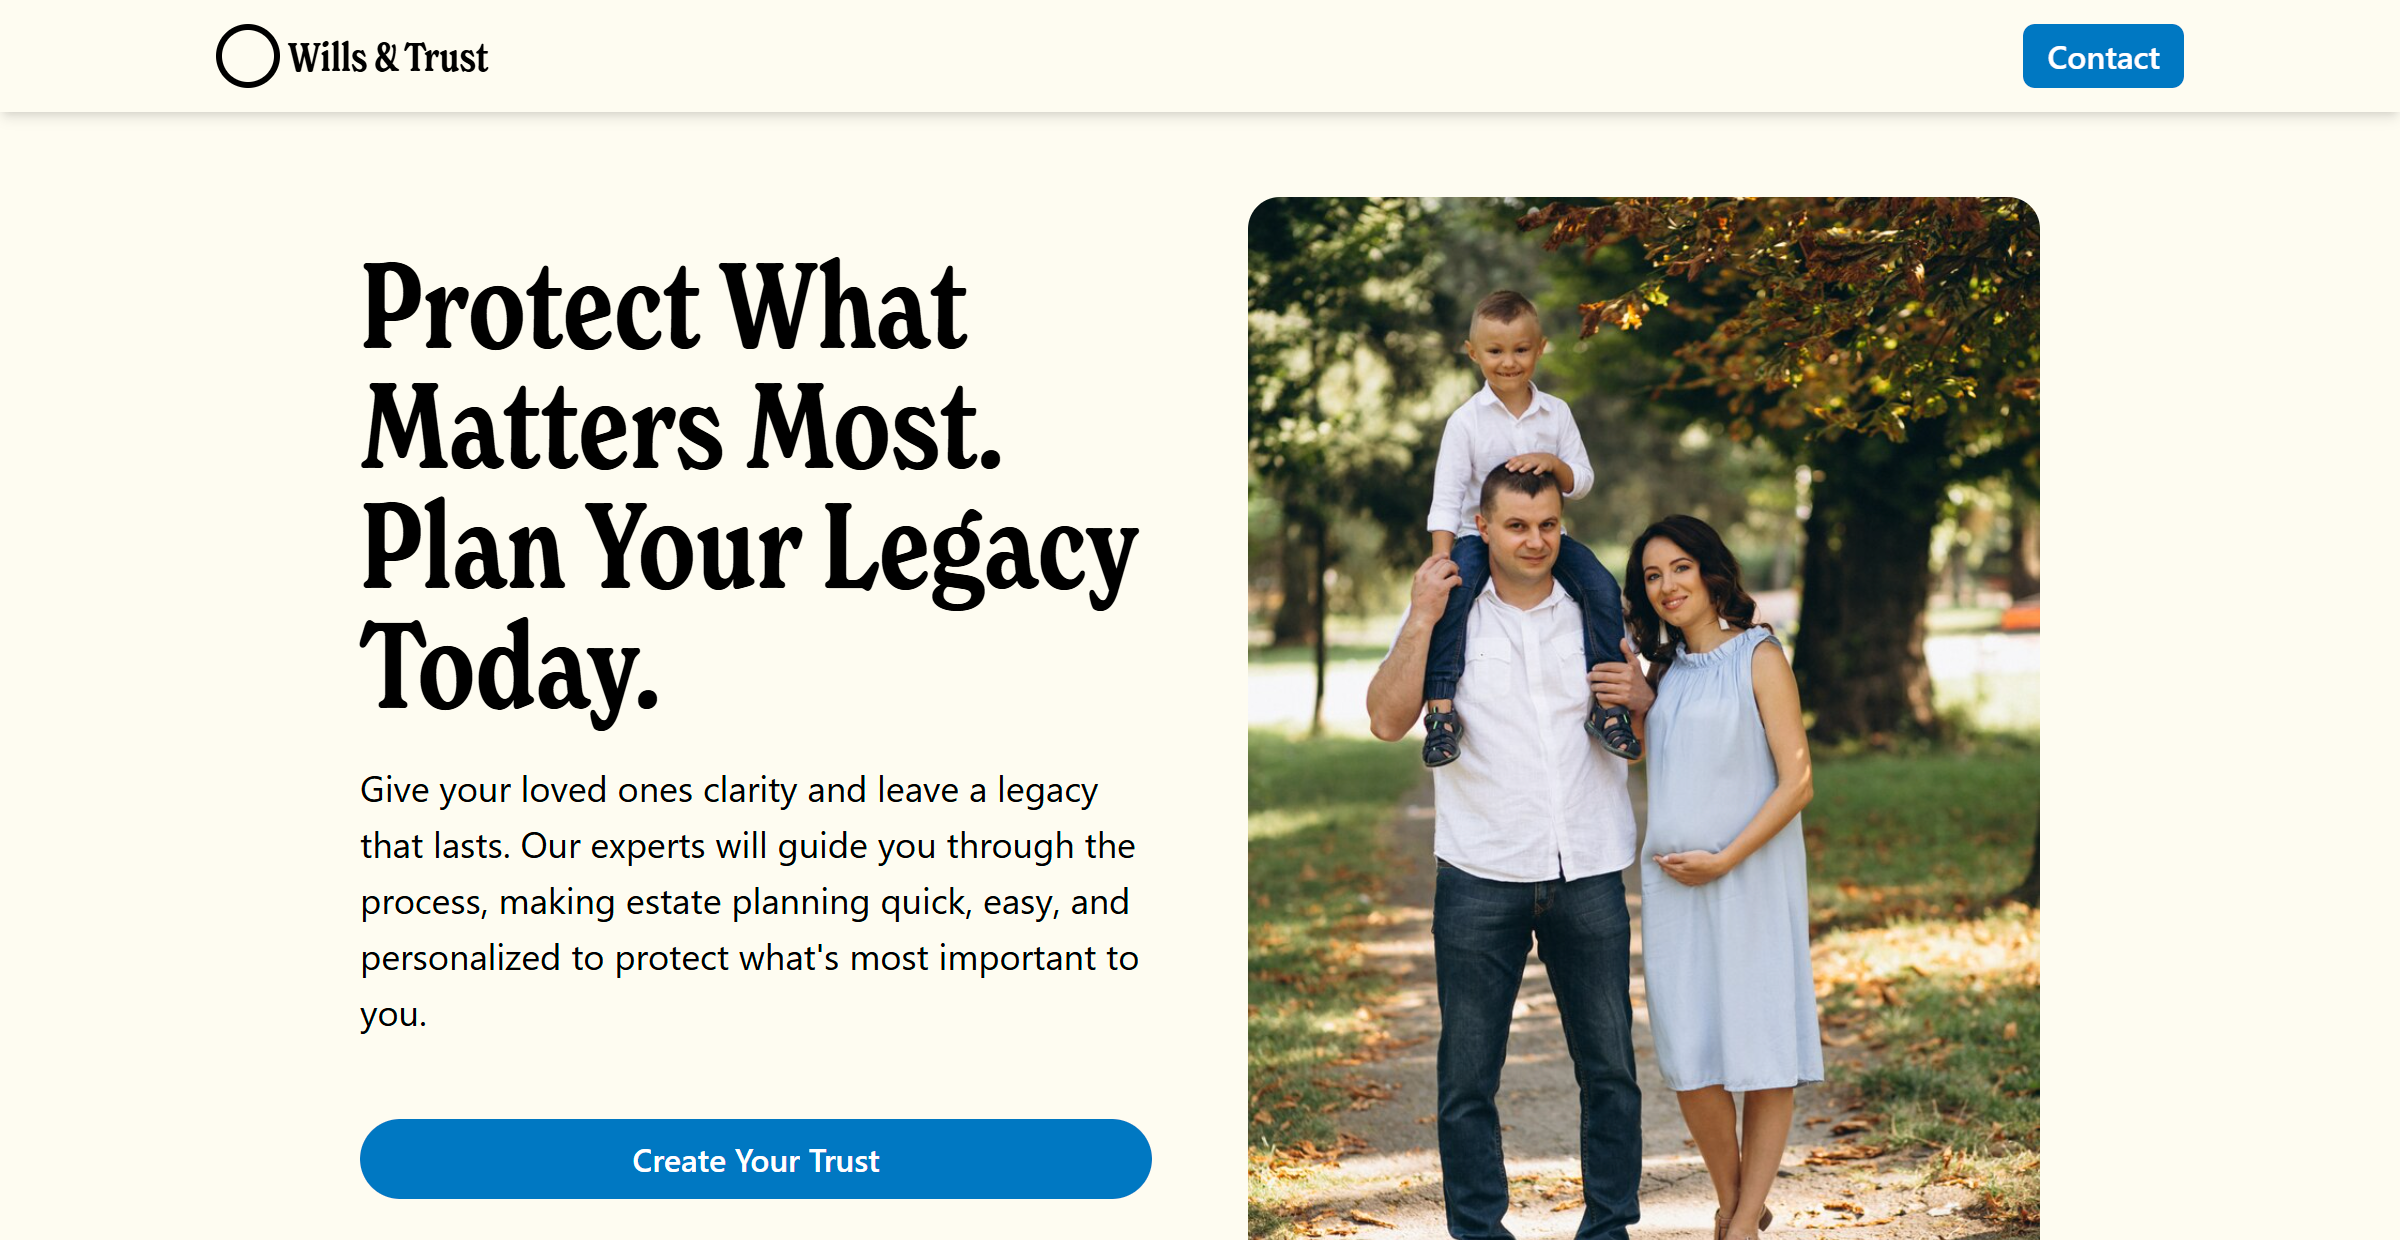 Wills & Trust
Contact
Protect What
Matters Most.
Plan Your Legacy
Today.
Give your loved ones clarity and leave a legacy
that lasts. Our experts will guide you through the
process, making estate planning quick, easy, and
personalized to protect what's most important to
you.
Create Your Trust